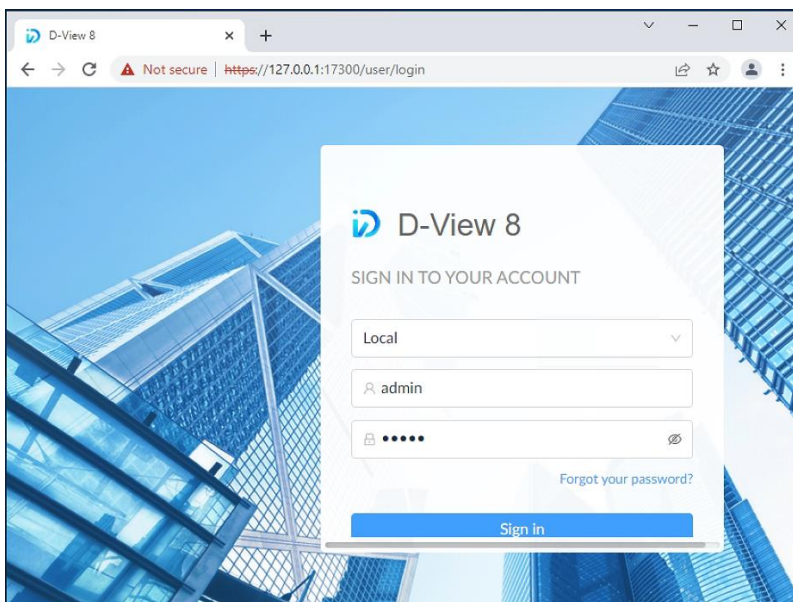 D-View 8
Not secure | https://127.0.0.1:17300/user/login
D-View 8
SIGN IN TO YOUR ACCOUNT
Local
admin
•••••
Forgot your password?
Sign in